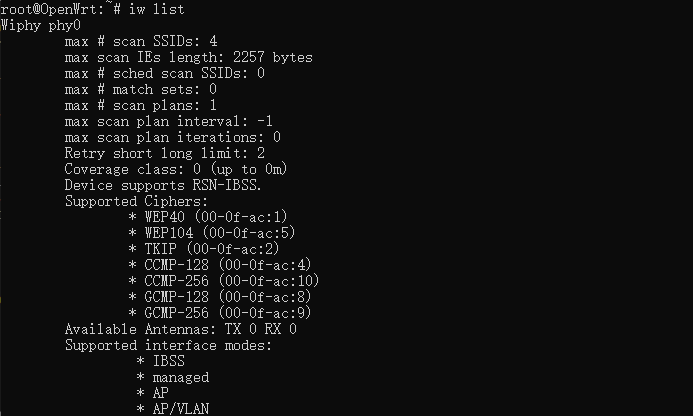 root@OpenWrt:~# iw list
Wiphy phy0
max # scan SSIDs: 4
max scan IEs length: 2257 bytes
max # sched scan SSIDs: 0
max # match sets: 0
max # scan plans: 1
max scan plan interval: -1
max scan plan iterations: 0
Retry short long limit: 2
Coverage class: 0 (up to 0m)
Device supports RSN-IBSS.
Supported Ciphers:
* WEP40 (00-0f-ac:1)
* WEP104 (00-0f-ac:5)
* TKIP (00-0f-ac:2)
* CCMP-128 (00-0f-ac:4)
* CCMP-256 (00-0f-ac:10)
* GCMP-128 (00-0f-ac:8)
* GCMP-256 (00-0f-ac:9)
Available Antennas: TX 0 RX 0
Supported interface modes:
* IBSS
* managed
* AP
* AP/VLAN